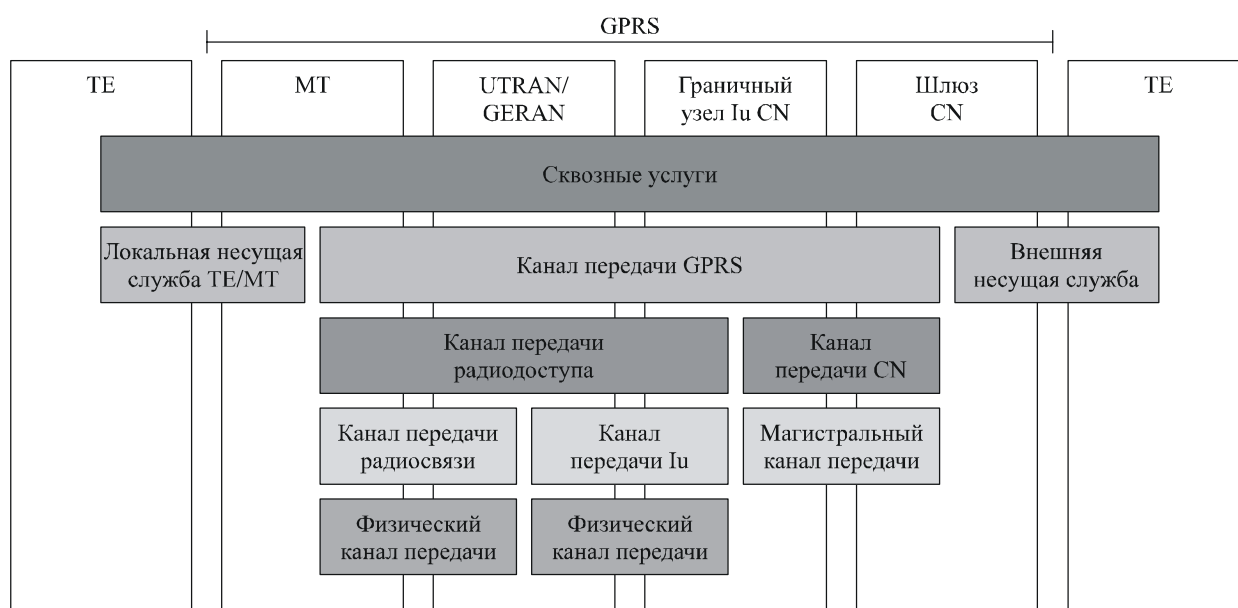 GPRS
TE
MT
UTRAN/
GERAN
Граничный
узел Iu CN
Шлюз
CN
TE
Сквозные услуги
Локальная несущая
служба TE/MT
Канал передачи GPRS
Внешняя
несущая служба
Канал передачи
радиодоступа
Канал
передачи CN
Канал передачи
радиосвязи
Канал
передачи Iu
Магистральный
канал передачи
Физический
канал передачи
Физический
канал передачи